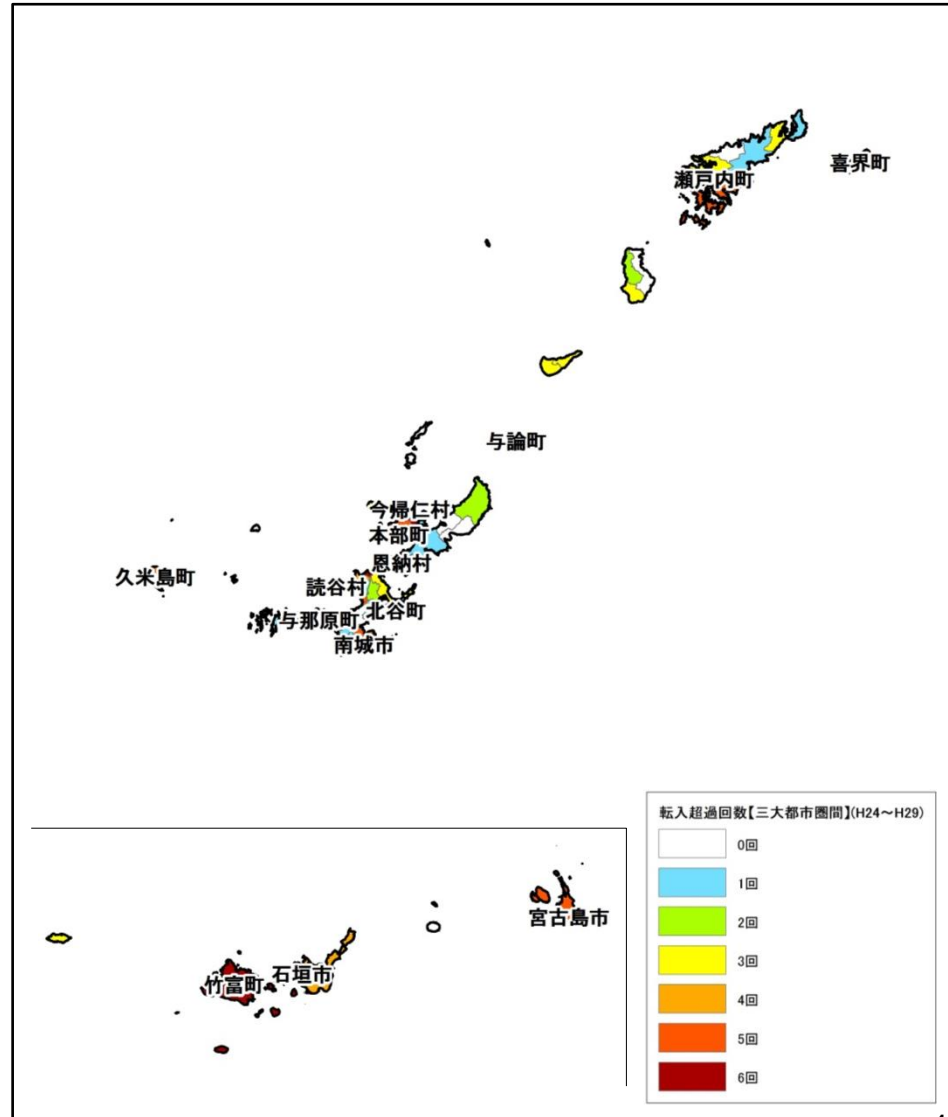 喜界町
瀬戸内町
与論町
今帰仁村
本部町
恩納村
久米島町
読谷村
北谷町
与那原町
南城市
転入超過回数【三大都市圏間】(H24～H29)
0回
1回
2回
3回
4回
5回
6回
宮古島市
石垣市
竹富町